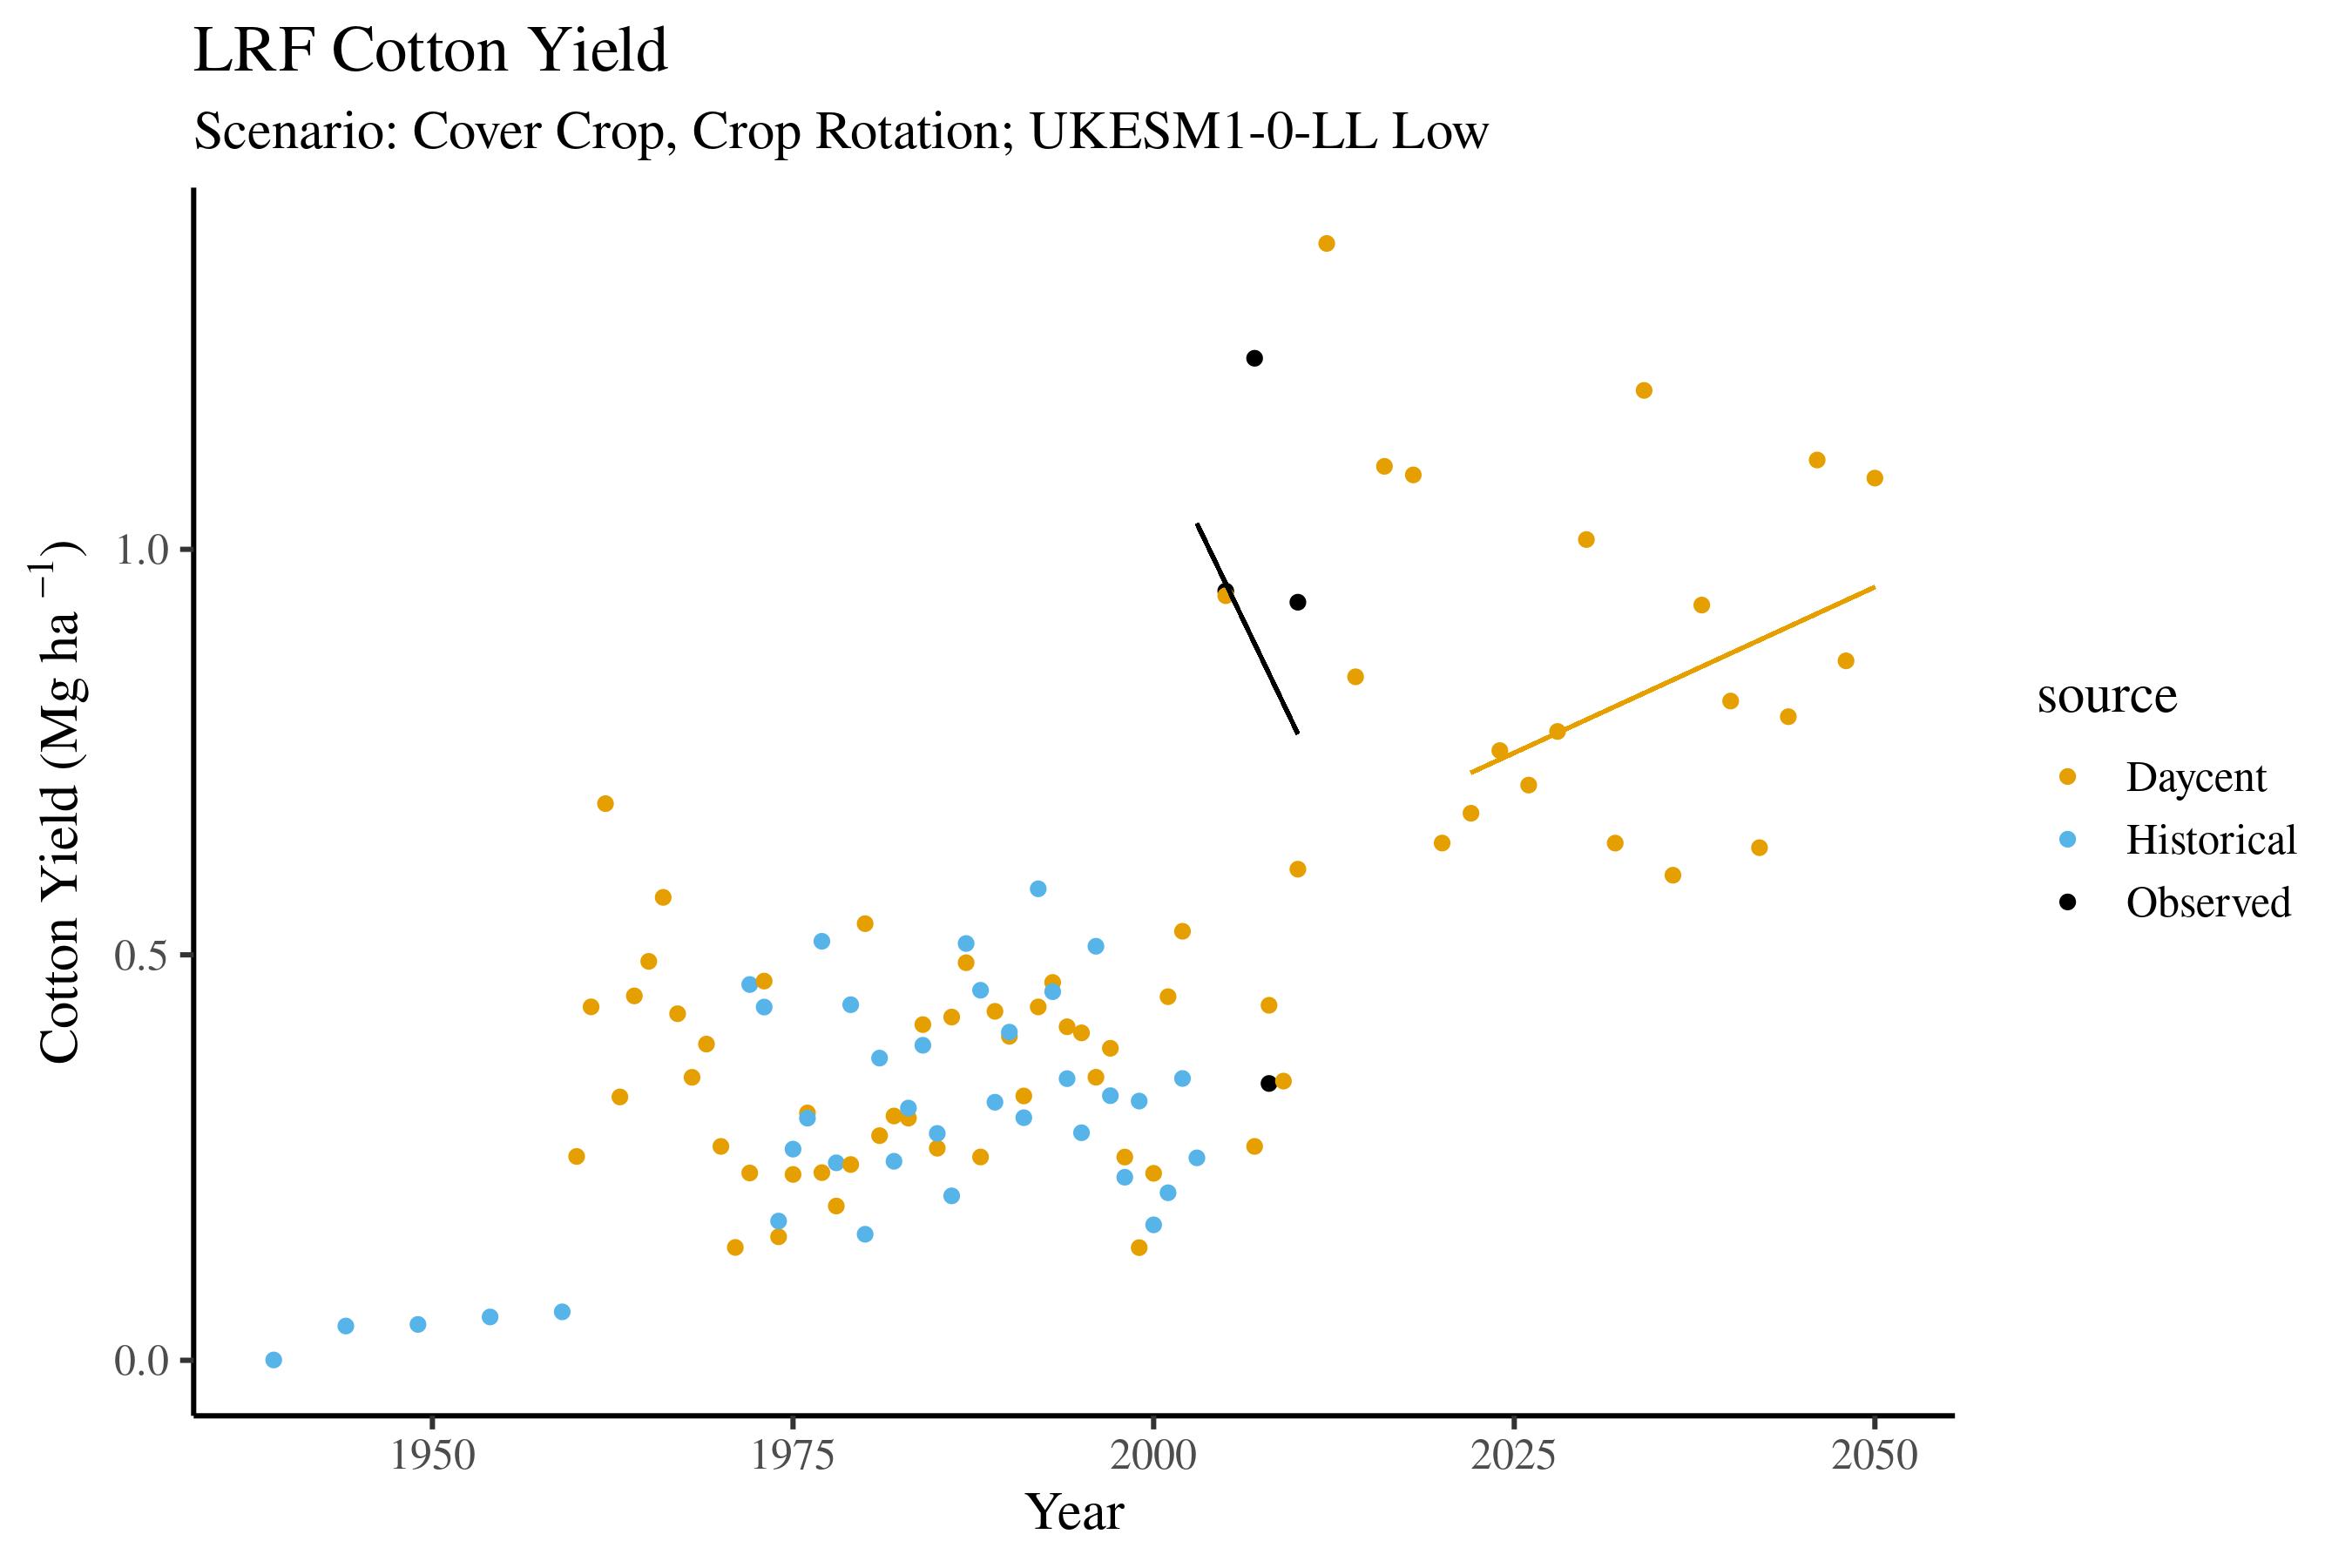 LRF Cotton Yield
Scenario: Cover Crop, Crop Rotation; UKESM1-0-LL Low
Cotton Yield (Mg ha −1)
1.0
0.5
0.0
1950 1975 2000 2025 2050
Year
source
Daycent
Historical
Observed